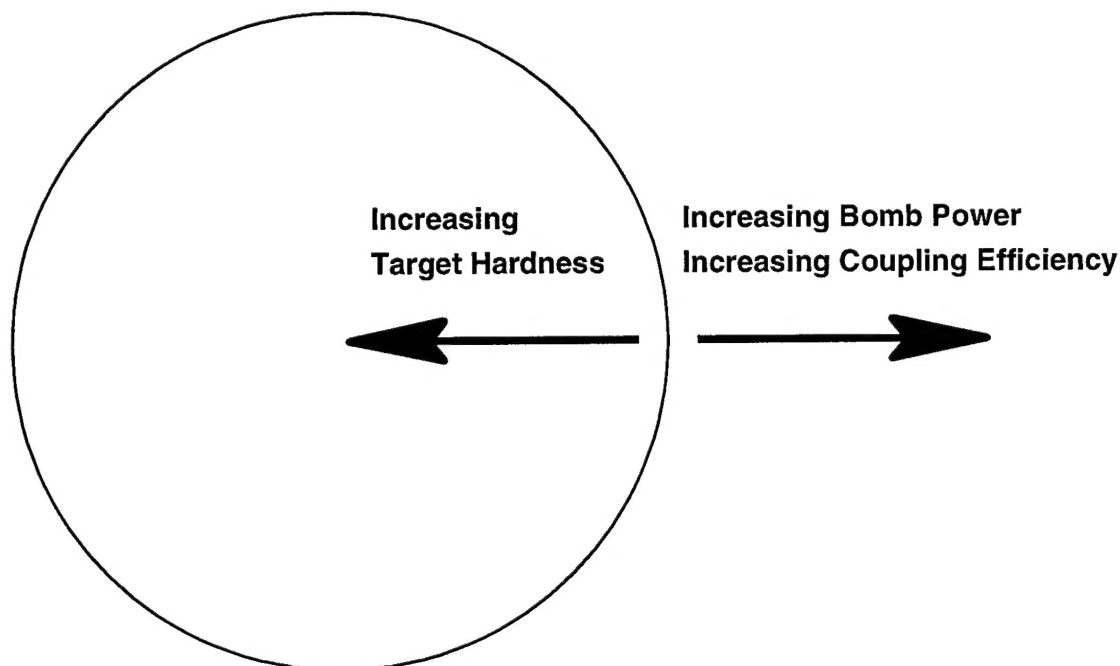 Increasing
Target Hardness
Increasing Bomb Power
Increasing Coupling Efficiency